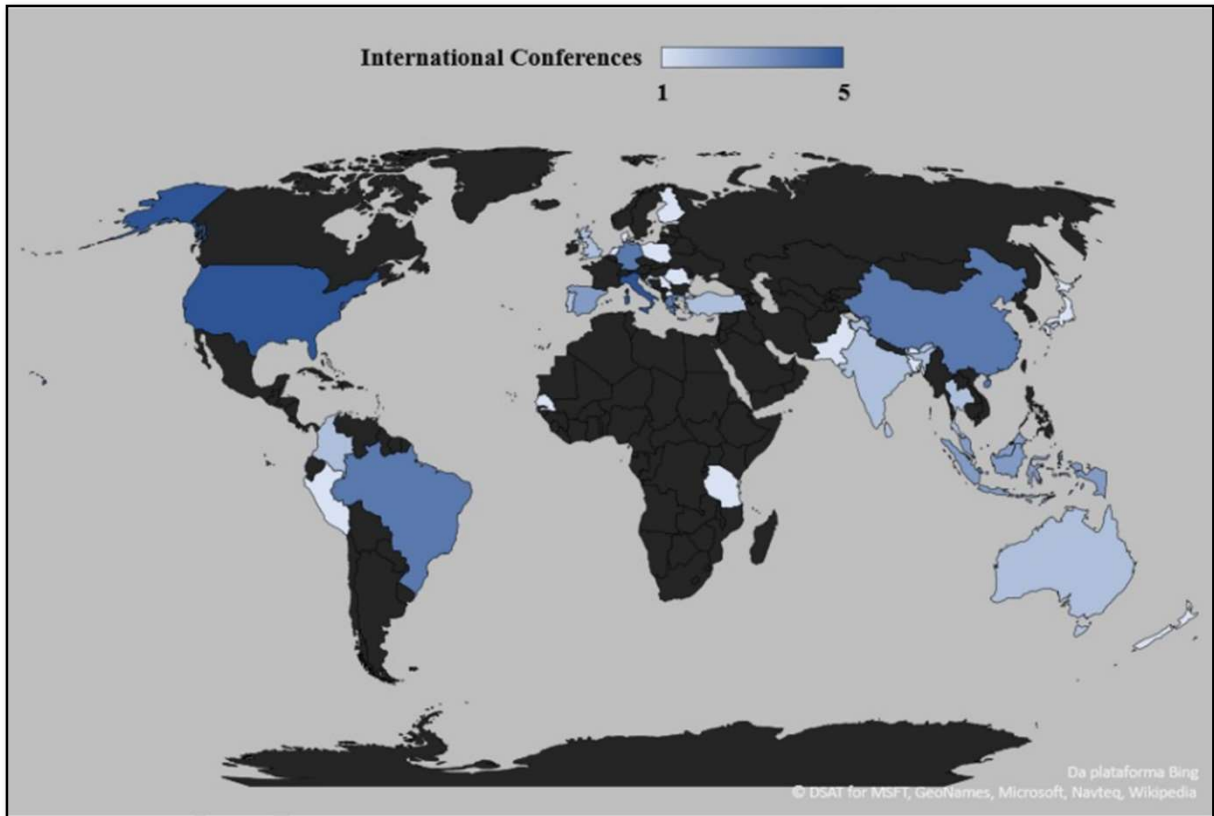 International Conferences
1 5
Da plataforma Bing
© DSAT for MSFT, GeoNames, Microsoft, Navteq, Wikipedia